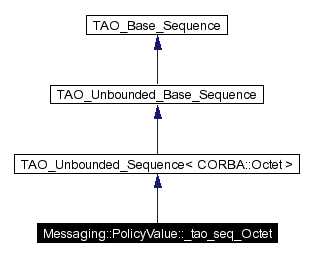 TAO_Base_Sequence
TAO_Unbounded_Base_Sequence
TAO_Unbounded_Sequence< CORBA::Octet >
Messaging::PolicyValue::_tao_seq_Octet